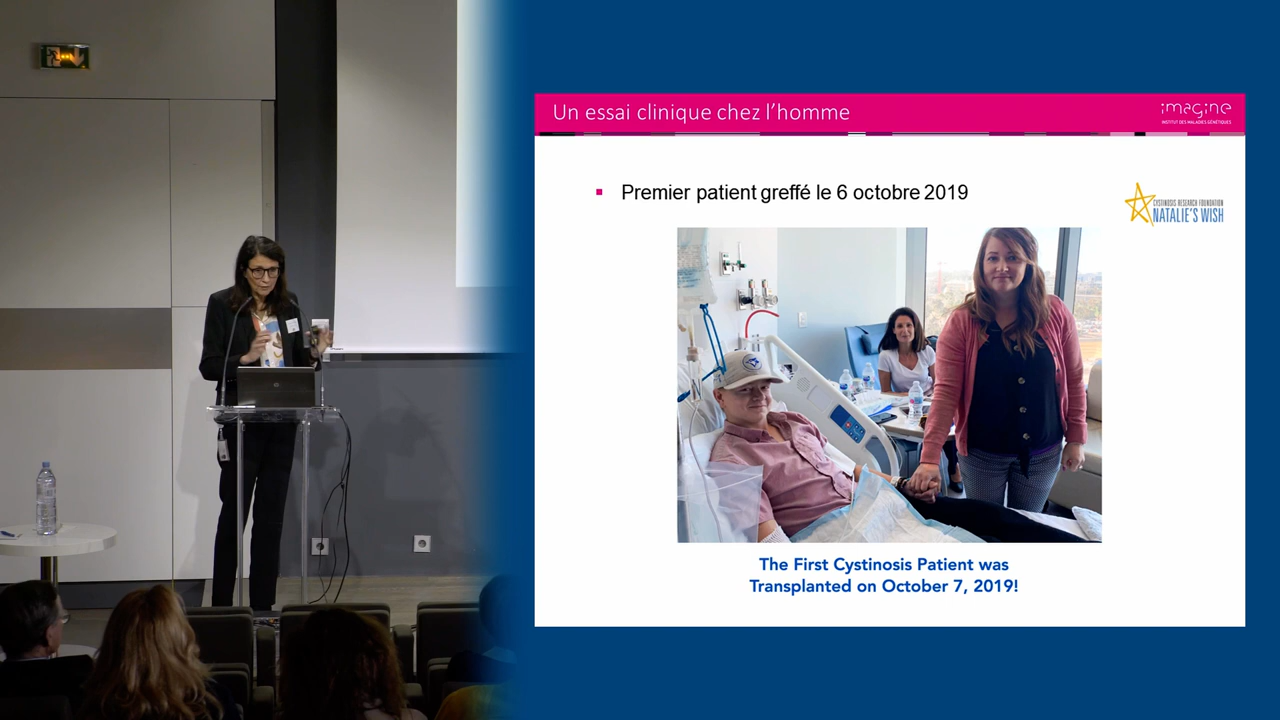 Un essai clinique chez l'homme
imagine
INSTITUT DES MALADIES GÉNÉTIQUES
Premier patient greffé le 6 octobre 2019
CYSTINOSIS RESEARCH FOUNDATION
NATALIE'S WISH
The First Cystinosis Patient was
Transplanted on October 7, 2019!